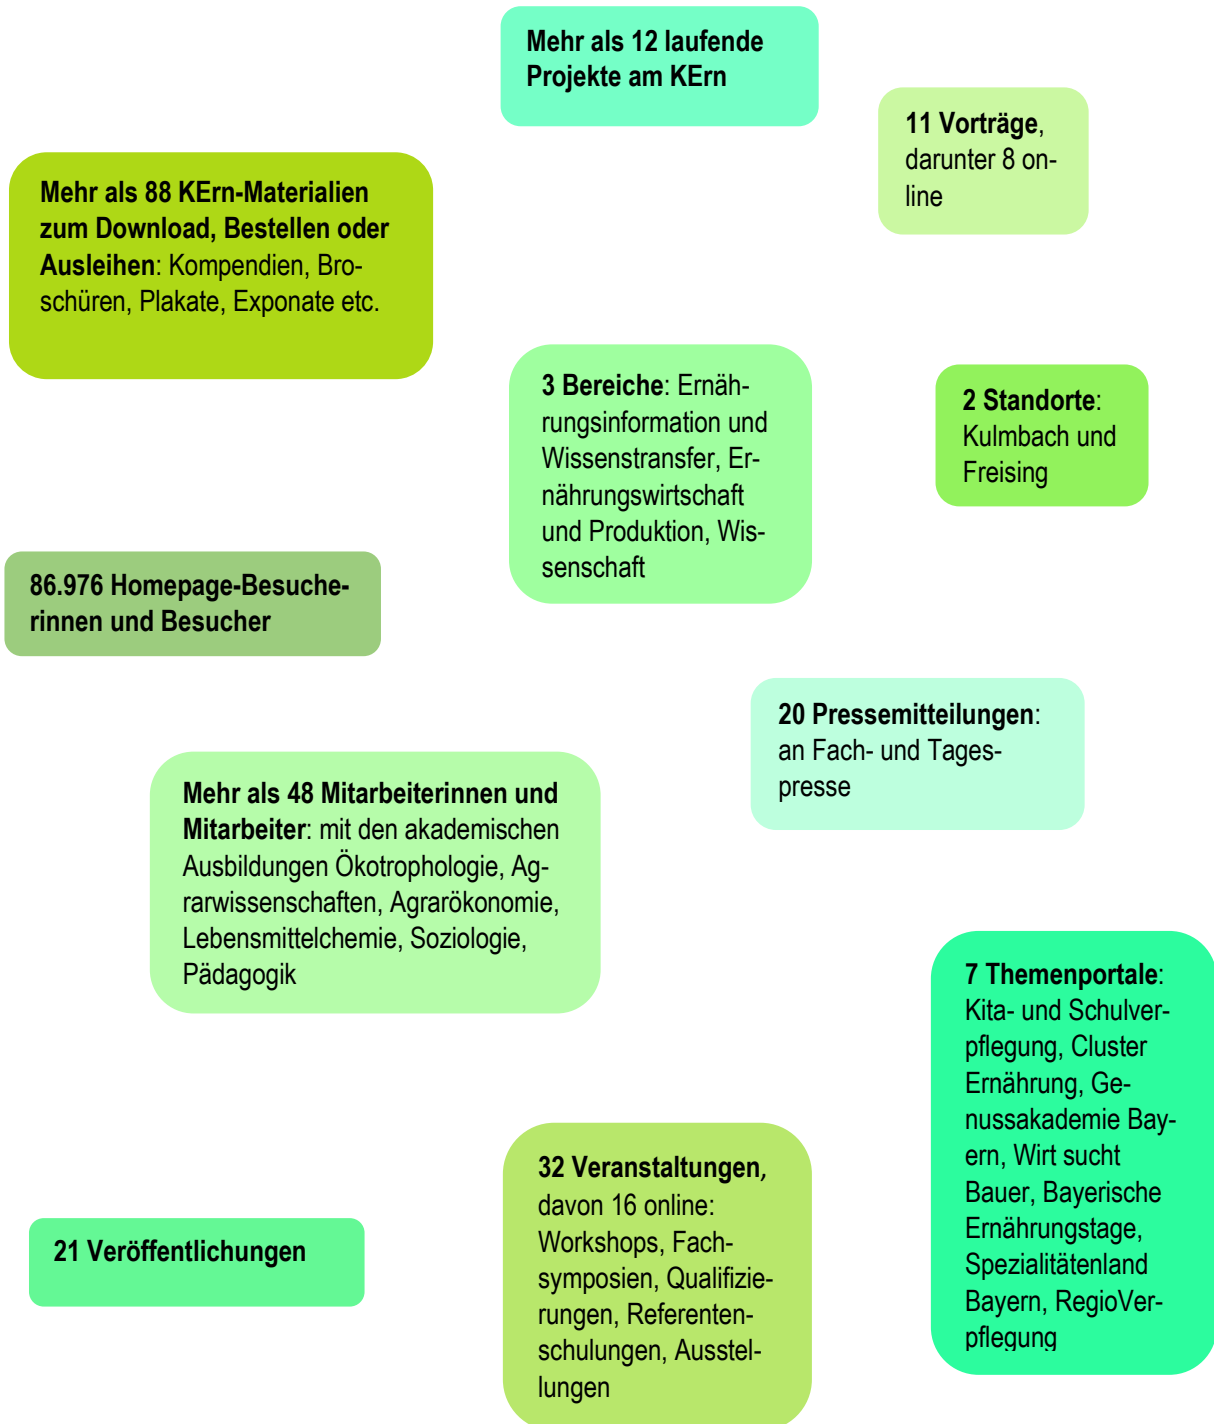 Mehr als 12 laufende
Projekte am KErn
11 Vorträge,
darunter 8 on-
line
Mehr als 88 KErn-Materialien
zum Download, Bestellen oder
Ausleihen: Kompendien, Bro-
schüren, Plakate, Exponate etc.
3 Bereiche: Ernäh-
rungsinformation und
Wissenstransfer, Er-
nährungswirtschaft
und Produktion, Wis-
senschaft
2 Standorte:
Kulmbach und
Freising
86.976 Homepage-Besuche-
rinnen und Besucher
20 Pressemitteilungen:
an Fach- und Tages-
presse
Mehr als 48 Mitarbeiterinnen und
Mitarbeiter: mit den akademischen
Ausbildungen Ökotrophologie, Ag-
rarwissenschaften, Agrarökonomie,
Lebensmittelchemie, Soziologie,
Pädagogik
7 Themenportale:
Kita- und Schulver-
pflegung, Cluster
Ernährung, Ge-
nussakademie Bay-
ern, Wirt sucht
Bauer, Bayerische
Ernährungstage,
Spezialitätenland
Bayern, RegioVer-
pflegung
32 Veranstaltungen,
davon 16 online:
Workshops, Fach-
symposien, Qualifizie-
rungen, Referenten-
schulungen, Ausstel-
lungen
21 Veröffentlichungen